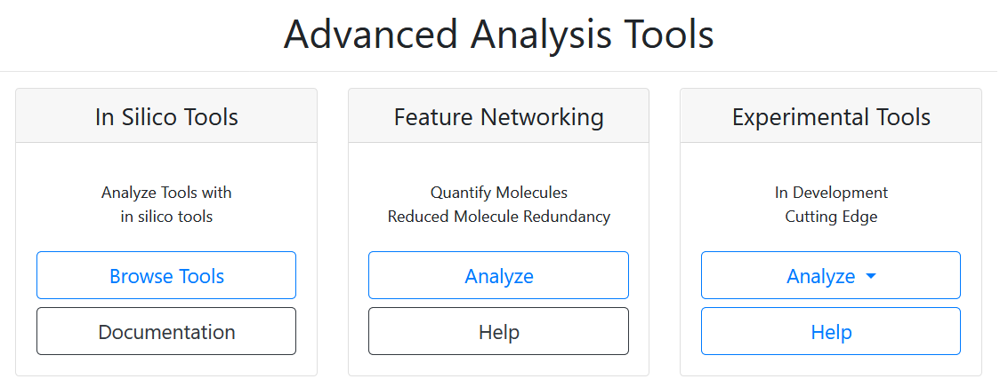 Advanced Analysis Tools
In Silico Tools
Analyze Tools with
in silico tools
Browse Tools
Documentation
Feature Networking
Quantify Molecules
Reduced Molecule Redundancy
Analyze
Help
Experimental Tools
In Development
Cutting Edge
Analyze
Help